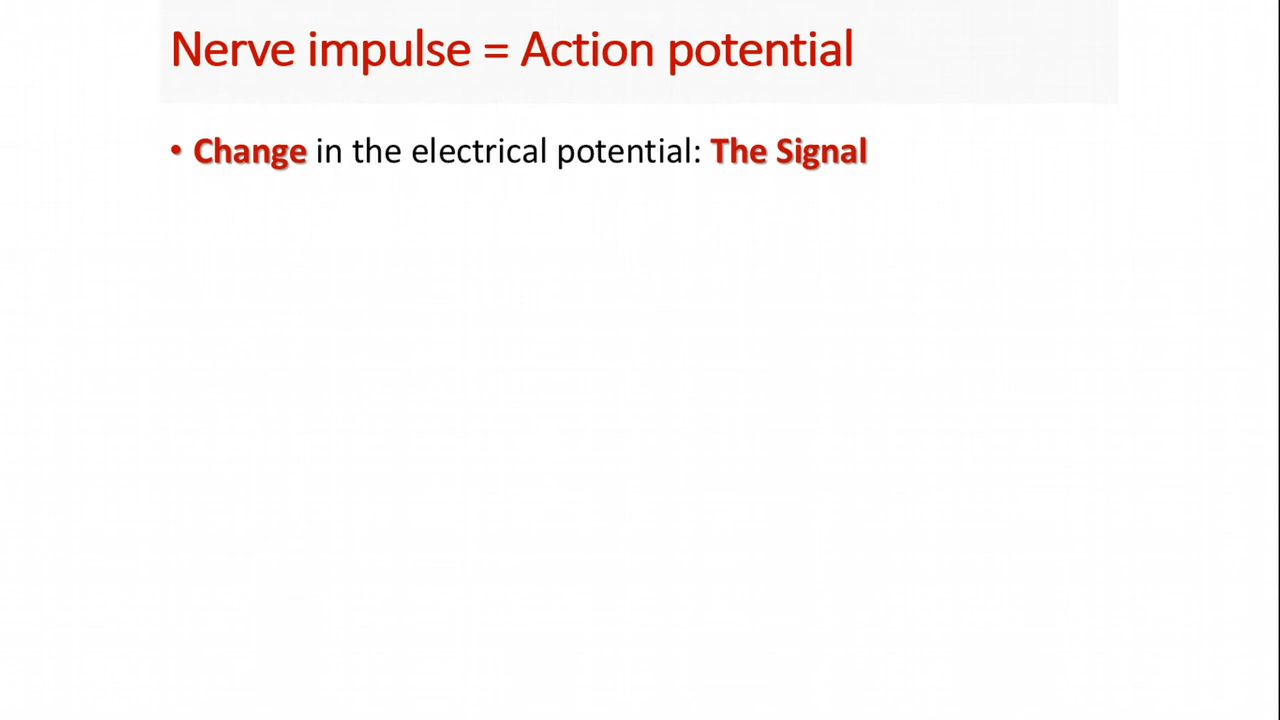 Nerve impulse = Action potential
• Change in the electrical potential: The Signal